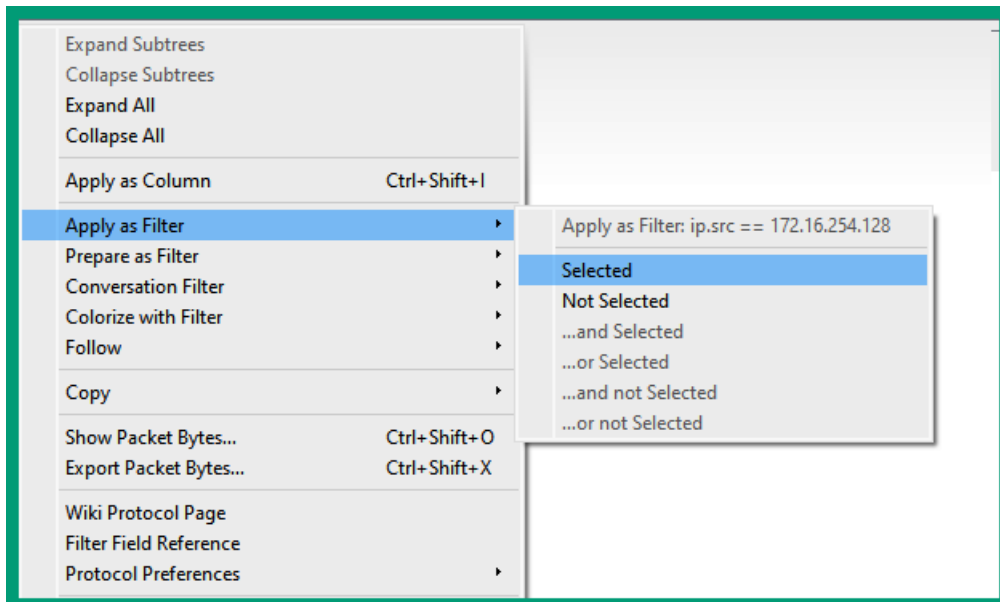 Expand Subtrees
Collapse Subtrees
Expand All
Collapse All
Apply as Column Ctrl+Shift+I
Apply as Filter
Prepare as Filter
Conversation Filter
Colorize with Filter
Follow
Copy
Show Packet Bytes... Ctrl+Shift+O
Export Packet Bytes... Ctrl+Shift+X
Wiki Protocol Page
Filter Field Reference
Protocol Preferences
Apply as Filter: ip.src == 172.16.254.128
Selected
Not Selected
...and Selected
...or Selected
...and not Selected
...or not Selected